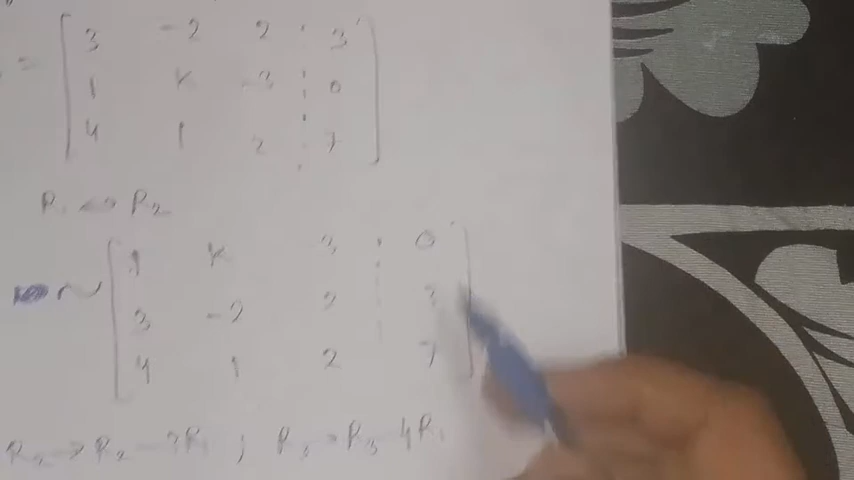 = [ 3 -2 2 : 3 ]
1 K -3 : 0
4 1 2 : 7
R₁ ↔ R₂
~ [ 1 K 3 : 0 ]
3 -2 2 : 3
4 1 2 7
R₂ → R₂ - 3R₁ ; R₃ → R₃ - 4R₁